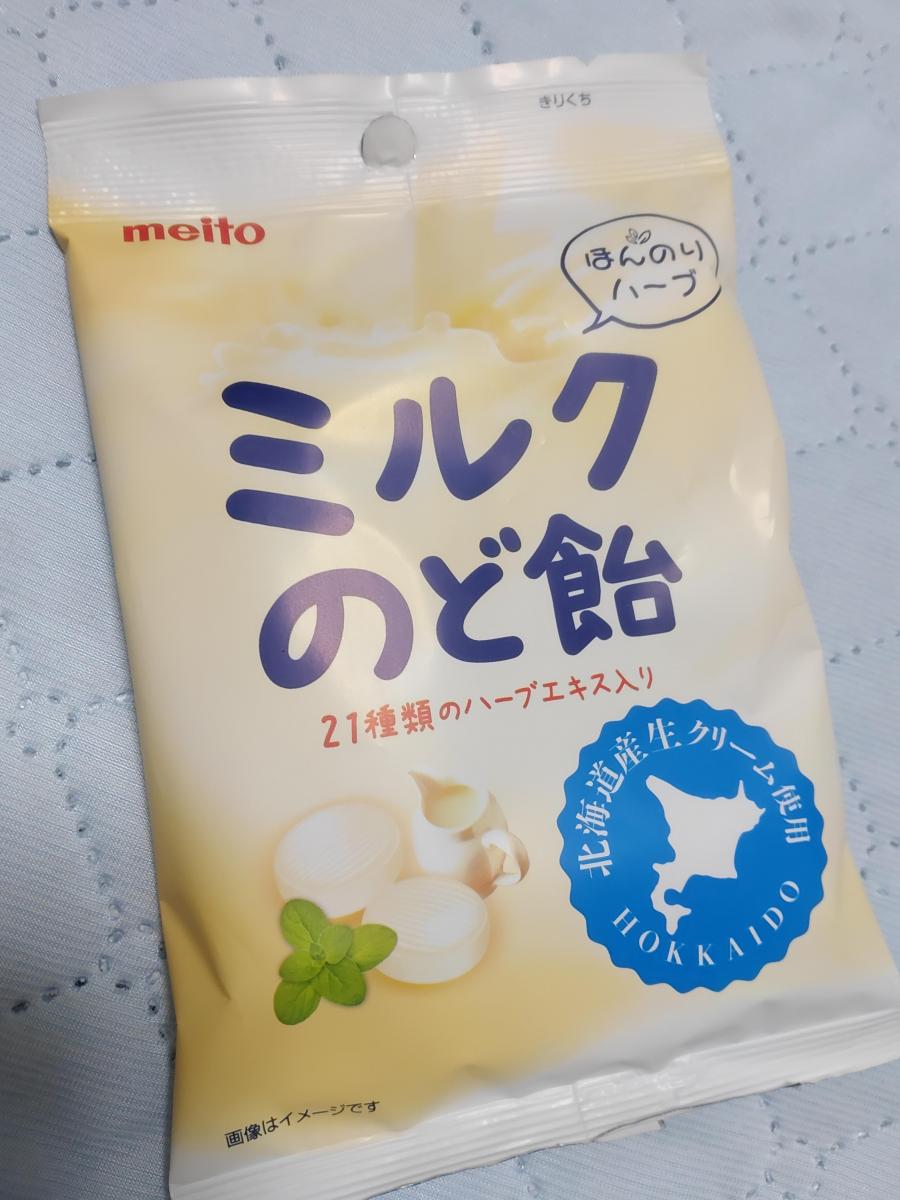 きりくち
meito
ほんのり
ハーブ
ミルク
のど飴
21種類のハーブエキス入り
北海道産生クリーム使用
HOKKAIDO
画像はイメージです